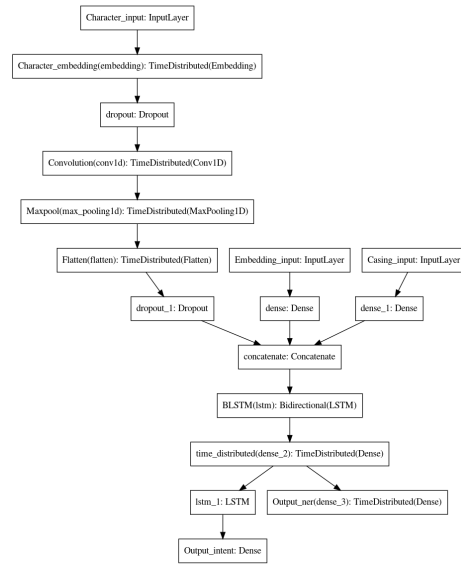 Character_input: InputLayer
Character_embedding(embedding): TimeDistributed(Embedding)
dropout: Dropout
Convolution(conv1d): TimeDistributed(Conv1D)
Maxpool(max_pooling1d): TimeDistributed(MaxPooling1D)
Flatten(flatten): TimeDistributed(Flatten)
Embedding_input: InputLayer
Casing_input: InputLayer
dropout_1: Dropout
dense: Dense
dense_1: Dense
concatenate: Concatenate
BLSTM(lstm): Bidirectional(LSTM)
time_distributed(dense_2): TimeDistributed(Dense)
lstm_1: LSTM
Output_ner(dense_3): TimeDistributed(Dense)
Output_intent: Dense